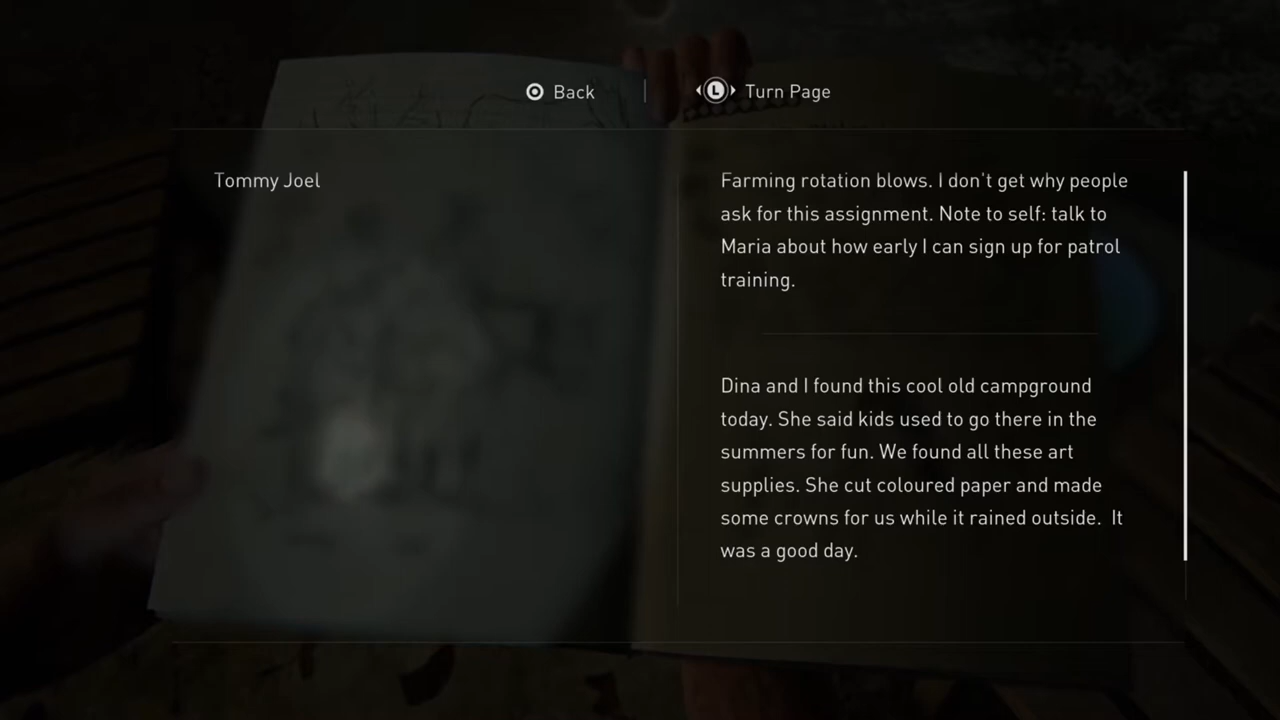 Back
L
Turn Page
Tommy Joel
Farming rotation blows. I don't get why people
ask for this assignment. Note to self: talk to
Maria about how early I can sign up for patrol
training.
Dina and I found this cool old campground
today. She said kids used to go there in the
summers for fun. We found all these art
supplies. She cut coloured paper and made
some crowns for us while it rained outside.  It
was a good day.